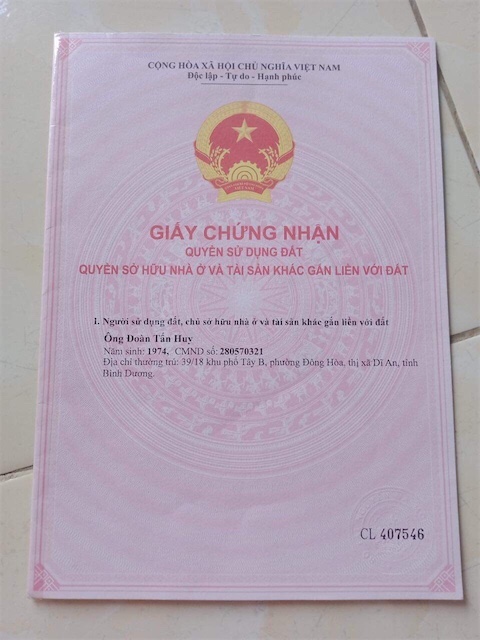 CỘNG HÒA XÃ HỘI CHỦ NGHĨA VIỆT NAM
Độc lập - Tự do - Hạnh phúc
GIẤY CHỨNG NHẬN
QUYỀN SỬ DỤNG ĐẤT
QUYỀN SỞ HỮU NHÀ Ở VÀ TÀI SẢN KHÁC GẮN LIỀN VỚI ĐẤT
I. Người sử dụng đất, chủ sở hữu nhà ở và tài sản khác gắn liền với đất
Ông Đoàn Tấn Huy
Năm sinh: 1974, CMND số: 280570321
Địa chỉ thường trú: 39/18 khu phố Tây B, phường Đông Hòa, thị xã Dĩ An, tỉnh
Bình Dương.
CL 407546